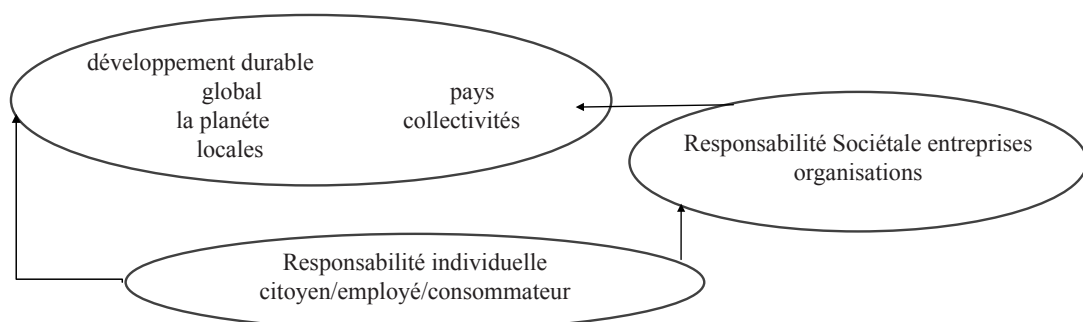 développement durable
global pays
la planéte collectivités
locales
Responsabilité Sociétale entreprises
organisations
Responsabilité individuelle
citoyen/employé/consommateur